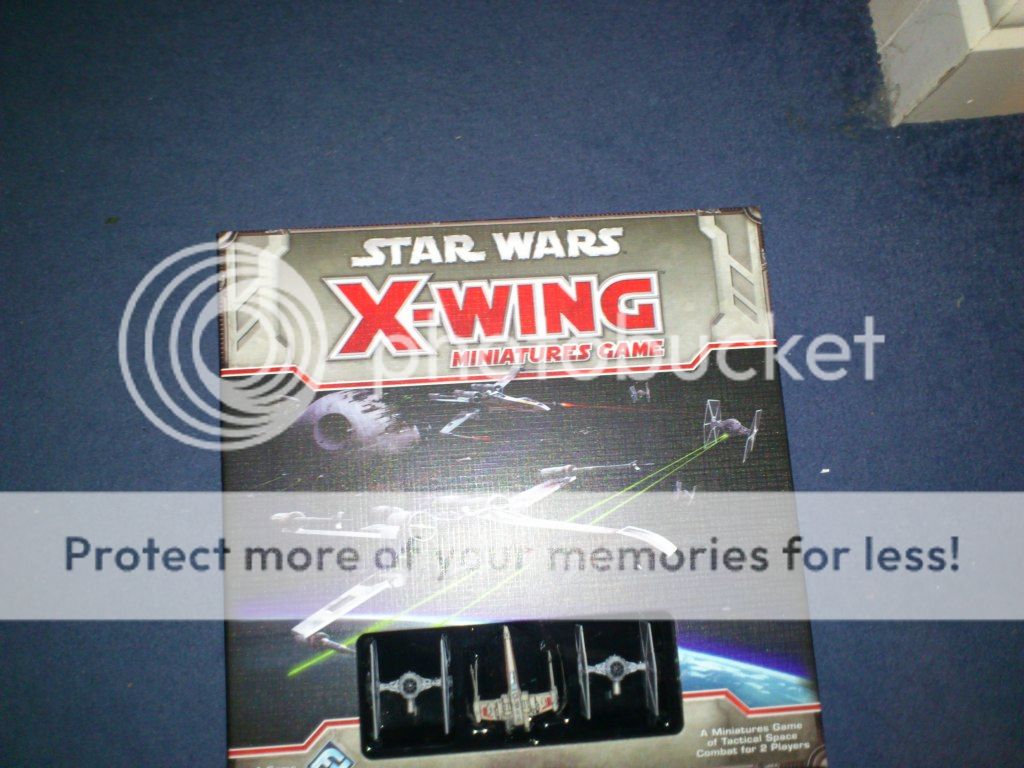 STAR WARS
X-WING
MINIATURES GAME
photobucket
Protect more of your memories for less!
A Miniatures Game
of Tactical Space
Combat for 2 Players